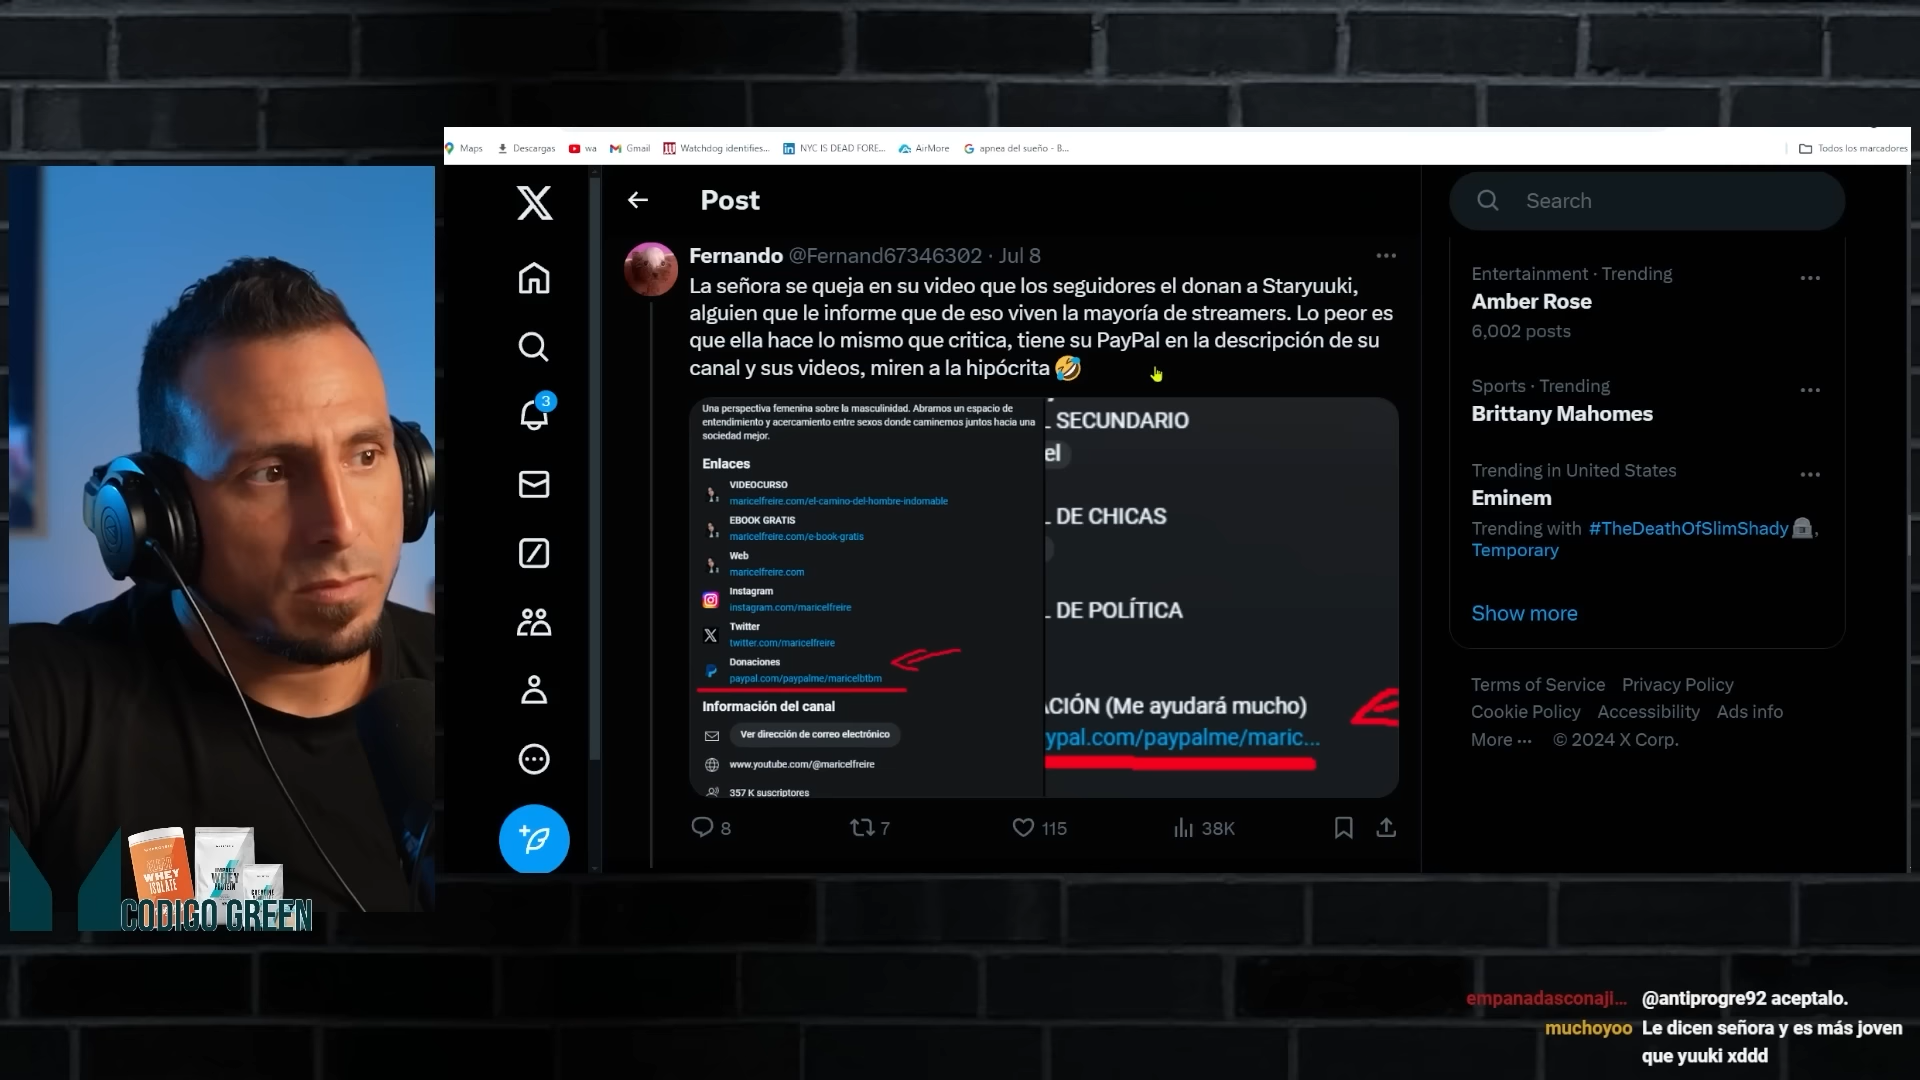 Maps
Descargas
wa
Gmail
Watchdog identifies...
NYC IS DEAD FORE...
AirMore
apnea del sueño - B...
Todos los marcadores
Post
Search
Fernando @Fernand67346302 · Jul 8
La señora se queja en su video que los seguidores el donan a Staryuuki,
alguien que le informe que de eso viven la mayoría de streamers. Lo peor es
que ella hace lo mismo que critica, tiene su PayPal en la descripción de su
canal y sus videos, miren a la hipócrita 🤣
Una perspectiva femenina sobre la masculinidad. Abramos un espacio de
entendimiento y acercamiento entre sexos donde caminemos juntos hacia una
sociedad mejor.
Enlaces
VIDEOCURSO
maricelfreire.com/el-camino-del-hombre-indomable
EBOOK GRATIS
maricelfreire.com/e-book-gratis
Web
maricelfreire.com
Instagram
instagram.com/maricelfreire
Twitter
twitter.com/maricelfreire
Donaciones
paypal.com/paypalme/maricelbtbm
Información del canal
Ver dirección de correo electrónico
www.youtube.com/@maricelfreire
357 K suscriptores
SECUNDARIO
el
DE CHICAS
DE POLÍTICA
ACIÓN (Me ayudará mucho)
ypal.com/paypalme/maric...
8
7
115
38K
3
Entertainment · Trending
Amber Rose
6,002 posts
Sports · Trending
Brittany Mahomes
Trending in United States
Eminem
Trending with #TheDeathOfSlimShady,
Temporary
Show more
Terms of Service Privacy Policy
Cookie Policy Accessibility Ads info
More ··· © 2024 X Corp.
WHEY
ISOLATE
IMPACT
WHEY
PROTEIN
CODIGO GREEN
empanadasconaji... @antiprogre92 aceptalo.
muchoyoo Le dicen señora y es más joven
que yuuki xddd